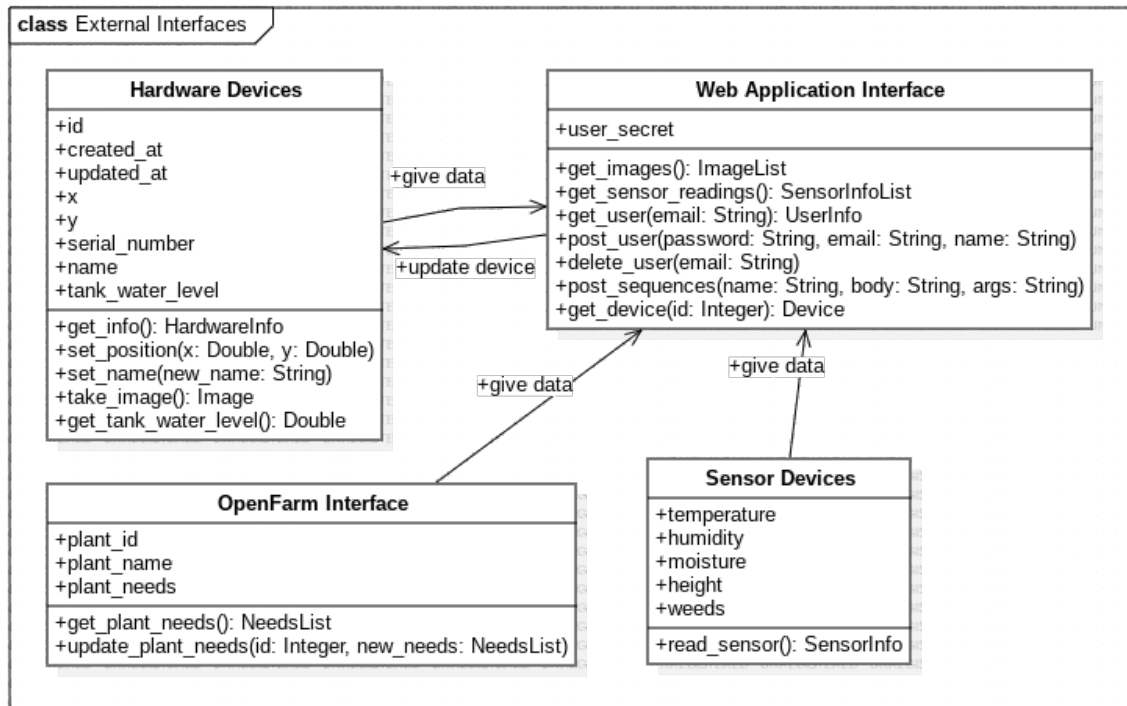 class External Interfaces
Hardware Devices
+id
+created_at
+updated_at
+x
+y
+serial_number
+name
+tank_water_level
+get_info(): HardwareInfo
+set_position(x: Double, y: Double)
+set_name(new_name: String)
+take_image(): Image
+get_tank_water_level(): Double
+give data
+update device
Web Application Interface
+user_secret
+get_images(): ImageList
+get_sensor_readings(): SensorInfoList
+get_user(email: String): UserInfo
+post_user(password: String, email: String, name: String)
+delete_user(email: String)
+post_sequences(name: String, body: String, args: String)
+get_device(id: Integer): Device
+give data
+give data
OpenFarm Interface
+plant_id
+plant_name
+plant_needs
+get_plant_needs(): NeedsList
+update_plant_needs(id: Integer, new_needs: NeedsList)
Sensor Devices
+temperature
+humidity
+moisture
+height
+weeds
+read_sensor(): SensorInfo